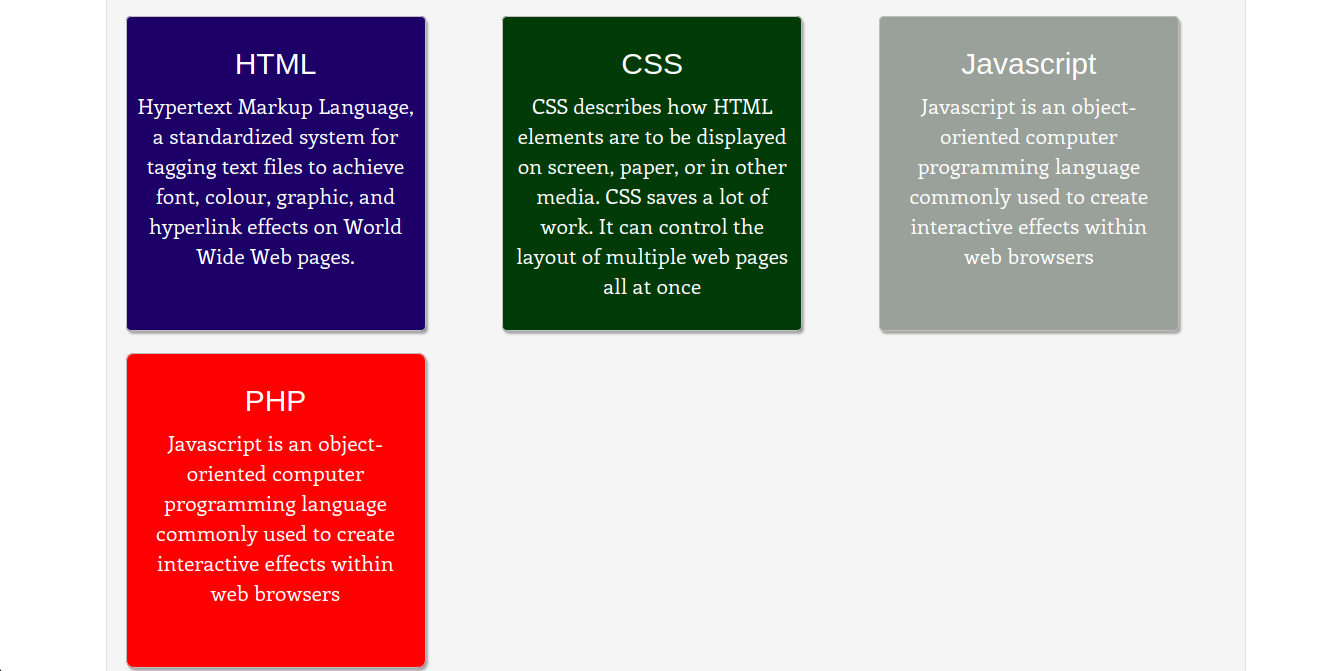 HTML
Hypertext Markup Language,
a standardized system for
tagging text files to achieve
font, colour, graphic, and
hyperlink effects on World
Wide Web pages.
CSS
CSS describes how HTML
elements are to be displayed
on screen, paper, or in other
media. CSS saves a lot of
work. It can control the
layout of multiple web pages
all at once
Javascript
Javascript is an object-
oriented computer
programming language
commonly used to create
interactive effects within
web browsers
PHP
Javascript is an object-
oriented computer
programming language
commonly used to create
interactive effects within
web browsers